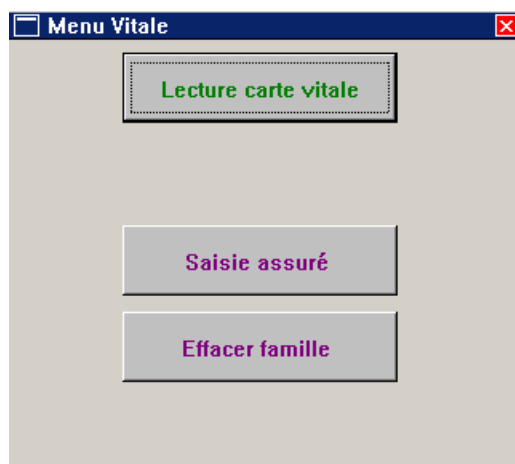 Menu Vitale
Lecture carte vitale
Saisie assuré
Effacer famille